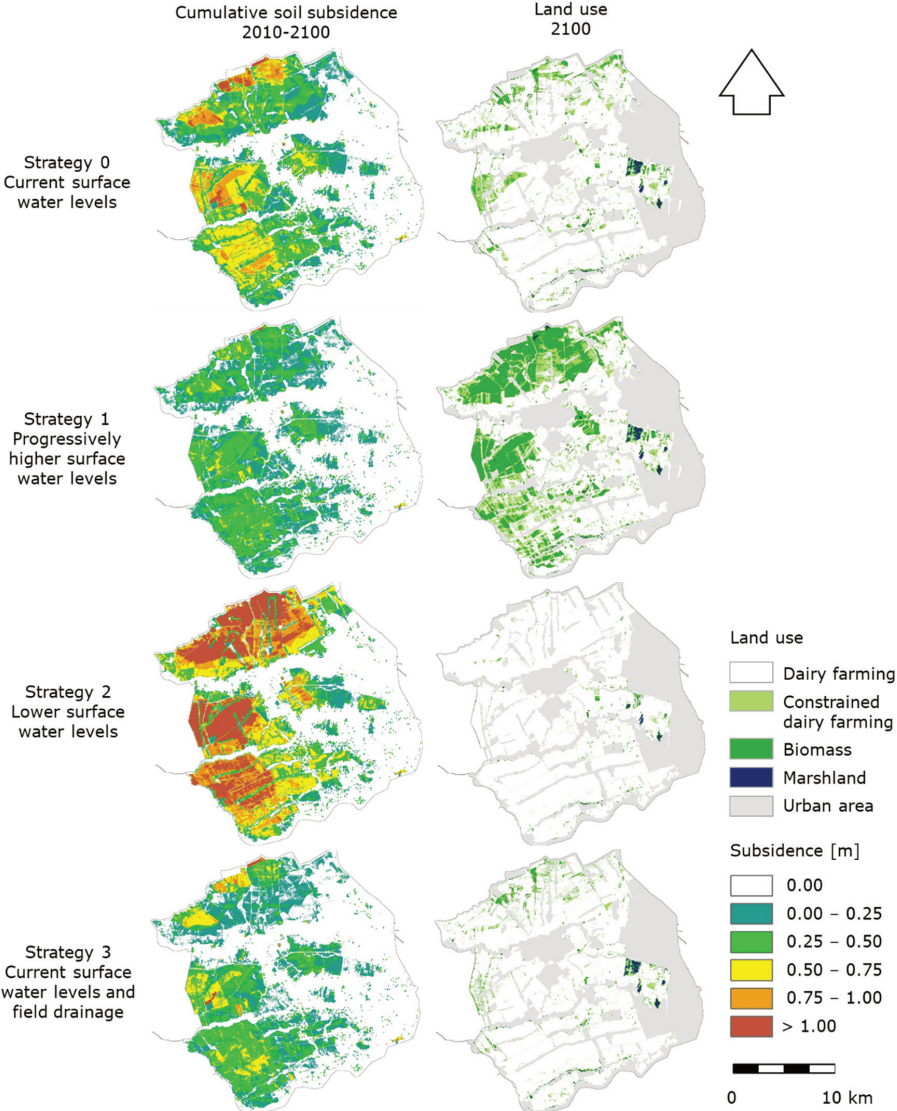 Cumulative soil subsidence
2010-2100
Land use
2100
Strategy 0
Current surface
water levels
Strategy 1
Progressively
higher surface
water levels
Strategy 2
Lower surface
water levels
Strategy 3
Current surface
water levels and
field drainage
Land use
Dairy farming
Constrained
dairy farming
Biomass
Marshland
Urban area
Subsidence [m]
0.00
0.00 – 0.25
0.25 – 0.50
0.50 – 0.75
0.75 – 1.00
> 1.00
0 10 km